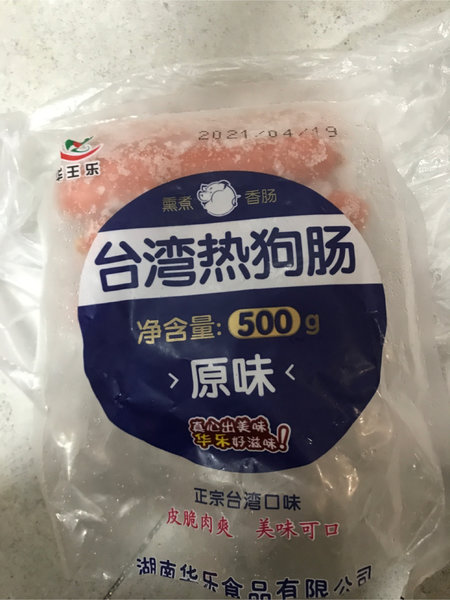 2021/04/19
华王乐
熏煮 香肠
台湾热狗肠
净含量: 500g
原味
真心出美味
华乐好滋味!
正宗台湾口味
皮脆肉爽 美味可口
湖南华乐食品有限公司